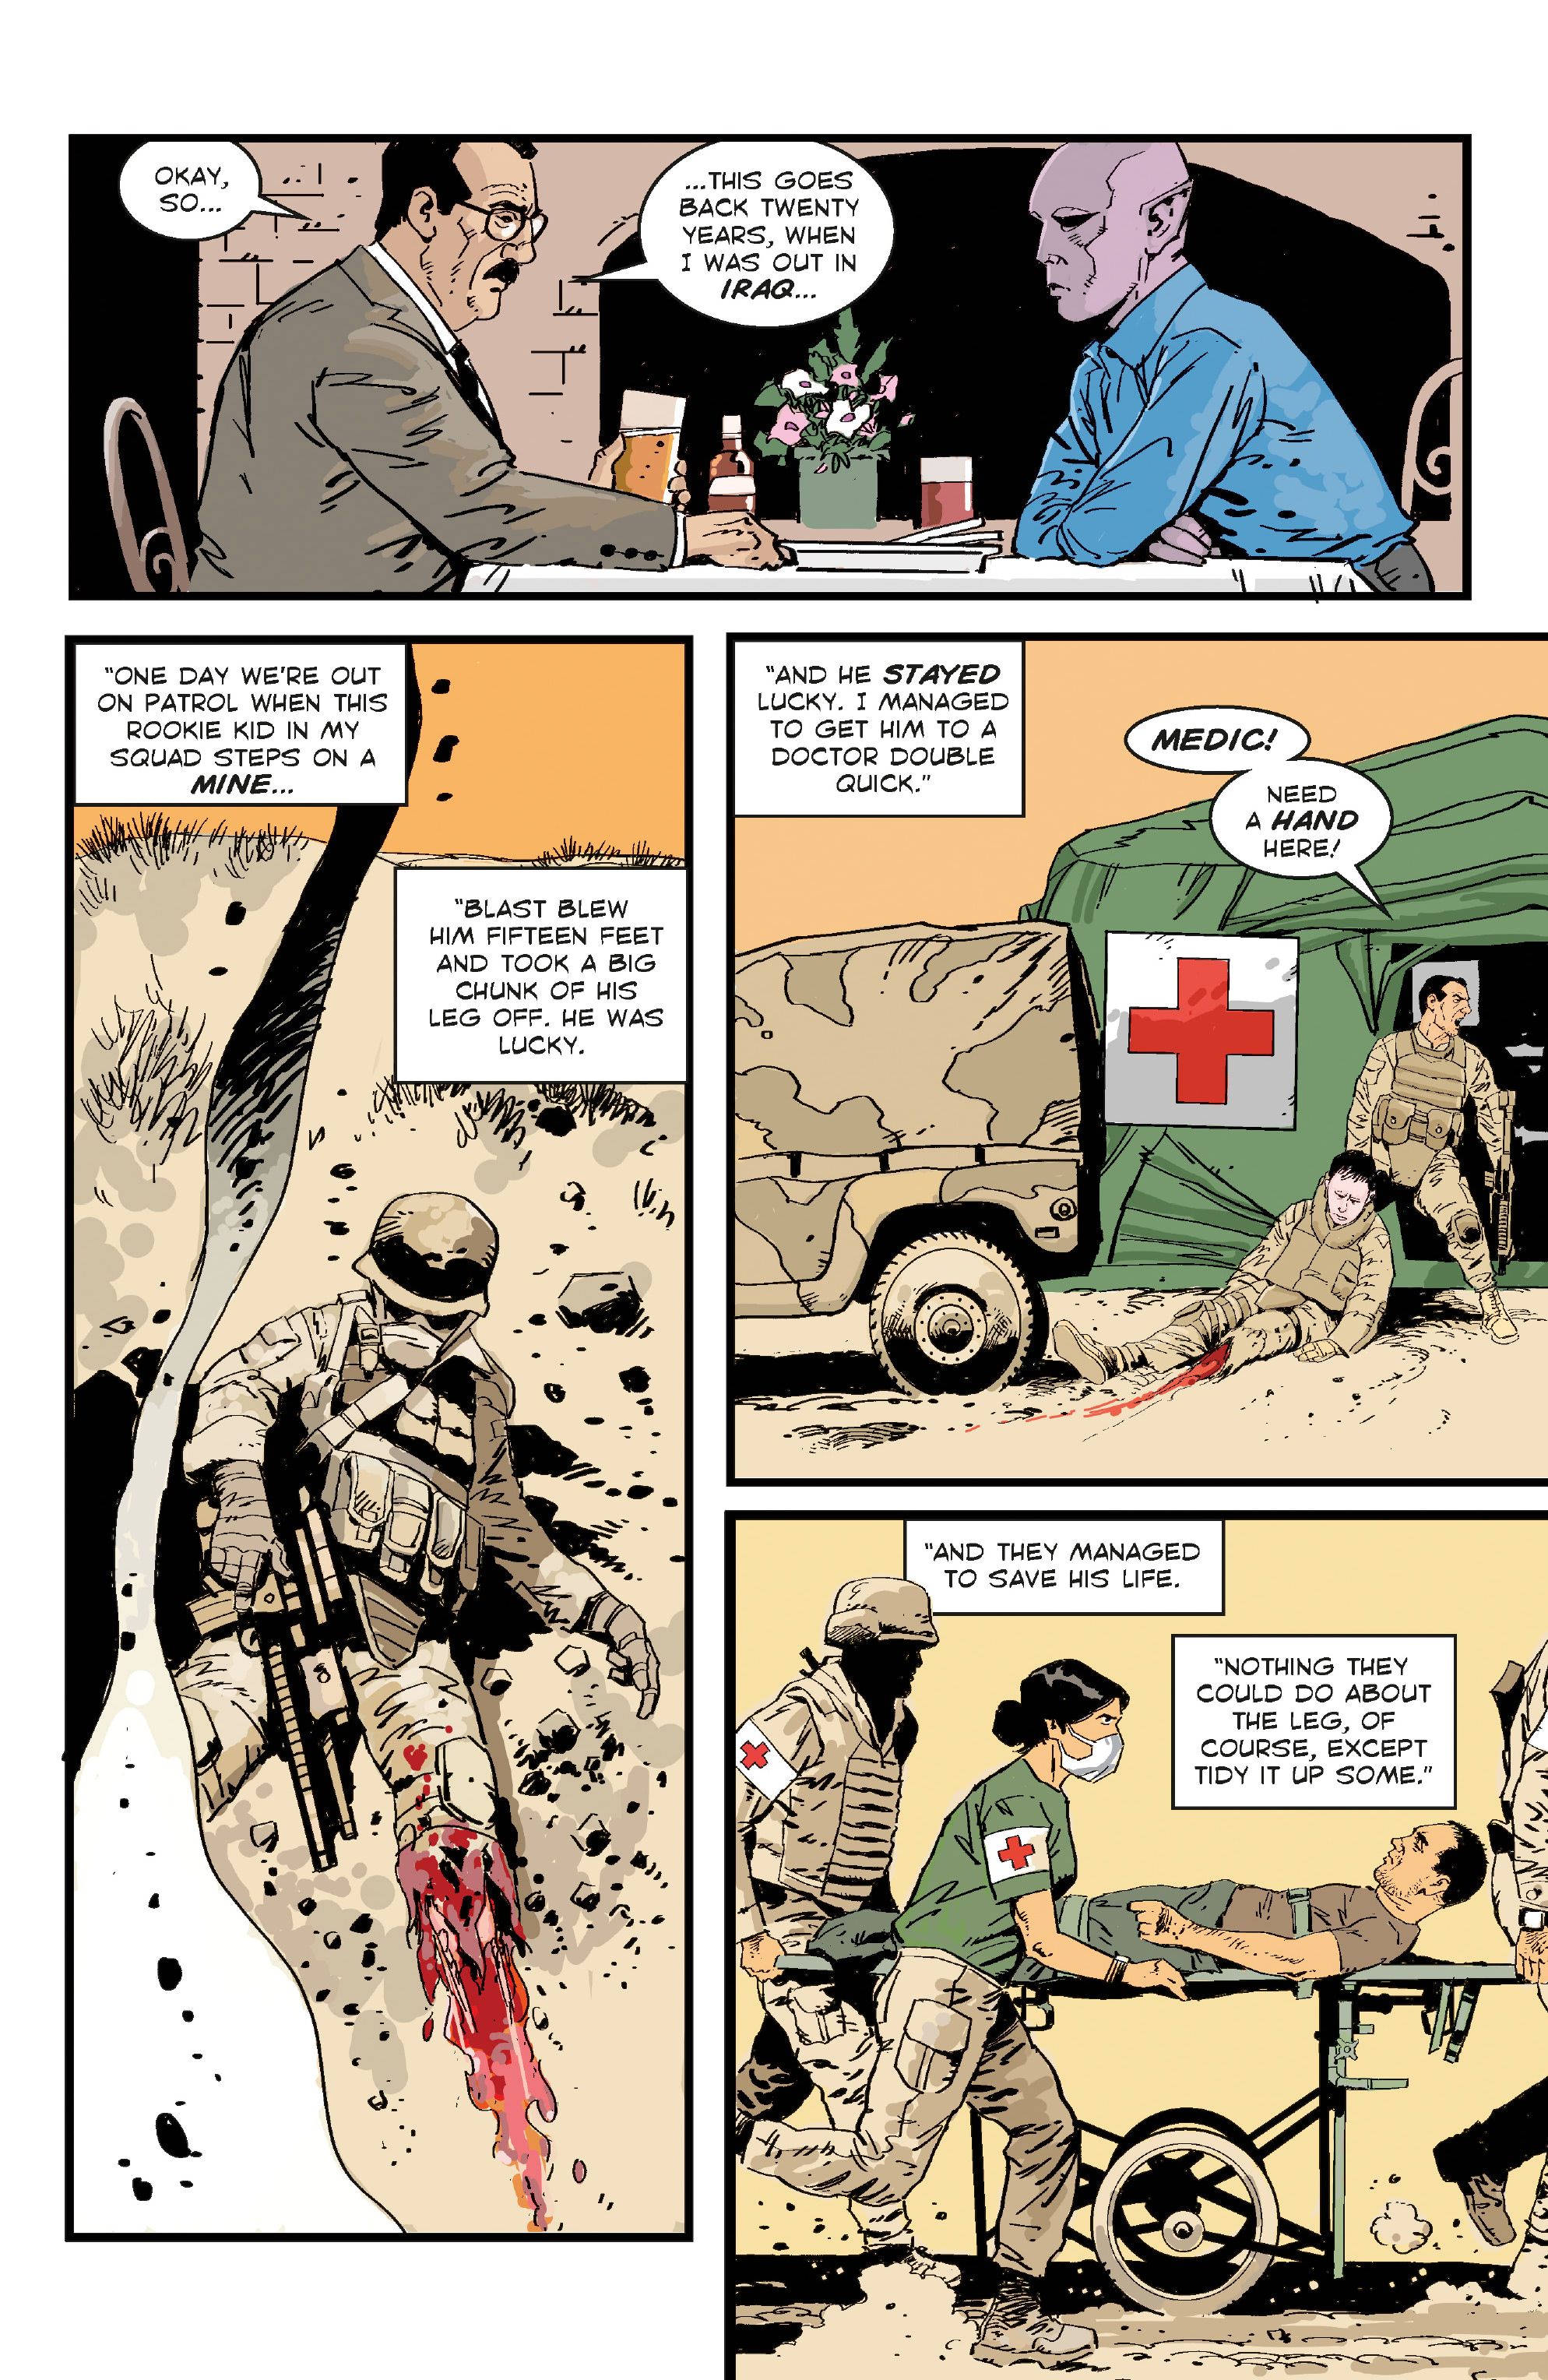 OKAY,
SO...
...THIS GOES
BACK TWENTY
YEARS, WHEN
I WAS OUT IN
IRAQ...
"ONE DAY WE'RE OUT
ON PATROL WHEN THIS
ROOKIE KID IN MY
SQUAD STEPS ON A
MINE...
"BLAST BLEW
HIM FIFTEEN FEET
AND TOOK A BIG
CHUNK OF HIS
LEG OFF. HE WAS
LUCKY.
"AND HE STAYED
LUCKY. I MANAGED
TO GET HIM TO A
DOCTOR DOUBLE
QUICK."
MEDIC!
NEED
A HAND
HERE!
"AND THEY MANAGED
TO SAVE HIS LIFE.
"NOTHING THEY
COULD DO ABOUT
THE LEG, OF
COURSE, EXCEPT
TIDY IT UP SOME."